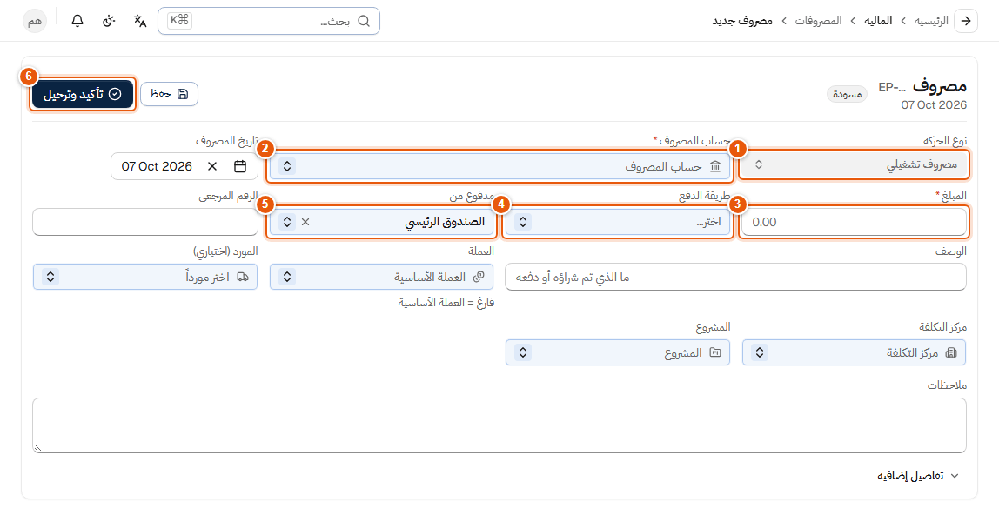 الرئيسية > المالية > المصروفات > مصروف جديد
بحث... ⌘K
هم
مصروف EP-... مسودة
07 Oct 2026
حفظ
تأكيد وترحيل 6
نوع الحركة
مصروف تشغيلي 1
حساب المصروف *
حساب المصروف 2
تاريخ المصروف
07 Oct 2026
المبلغ *
0.00 3
طريقة الدفع
اختر... 4
مدفوع من
الصندوق الرئيسي 5
الرقم المرجعي
الوصف
ما الذي تم شراؤه أو دفعه
العملة
العملة الأساسية
فارغ = العملة الأساسية
المورد (اختياري)
اختر مورداً
مركز التكلفة
مركز التكلفة
المشروع
المشروع
ملاحظات
تفاصيل إضافية